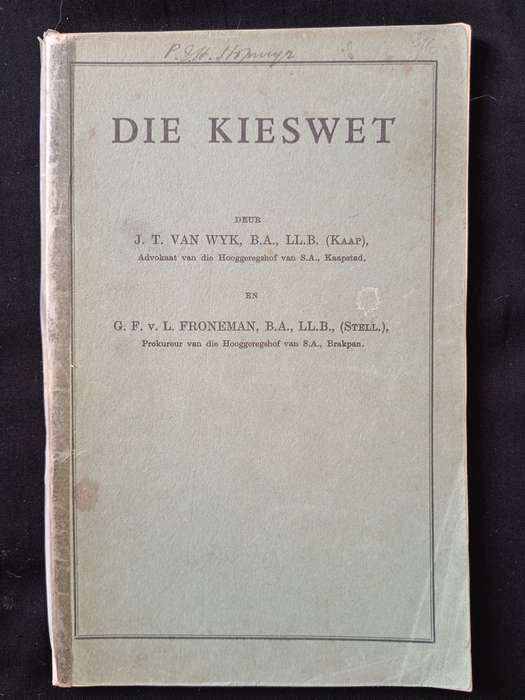 DIE KIESWET
DEUR
J. T. VAN WYK, B.A., LL.B. (KAAP),
Advokaat van die Hooggeregshof van S.A., Kaapstad,
EN
G. F. v. L. FRONEMAN, B.A., LL.B., (STELL.),
Prokureur van die Hooggeregshof van S.A., Brakpan.